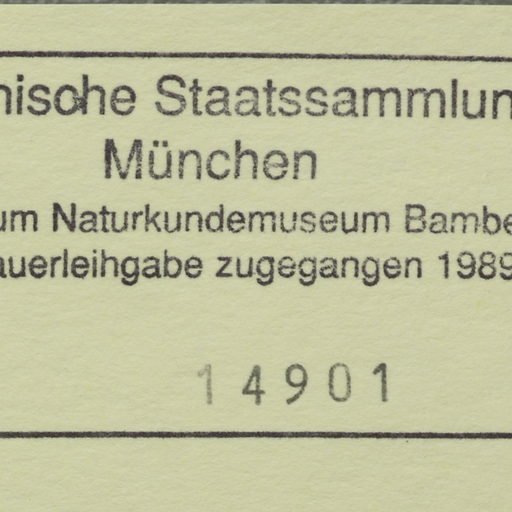 nische Staatssammlun
München
um Naturkundemuseum Bambe
auerleihgabe zugegangen 1989
14901